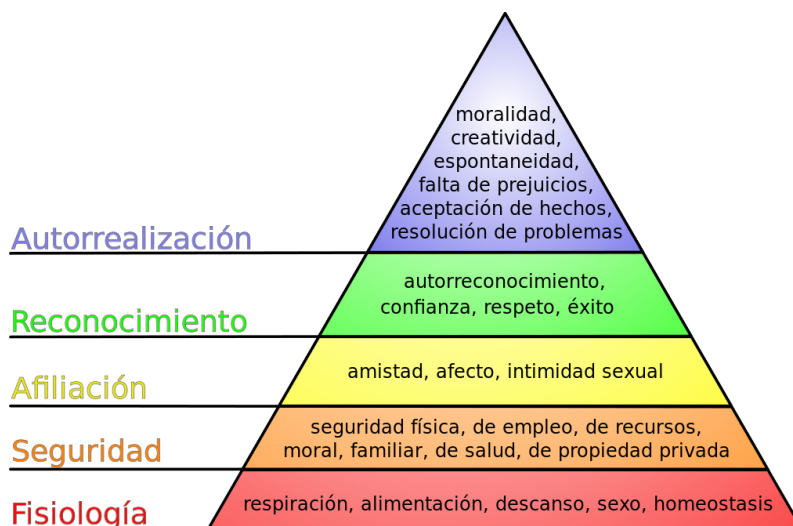 moralidad,
creatividad,
espontaneidad,
falta de prejuicios,
aceptación de hechos,
resolución de problemas
Autorrealización
autorreconocimiento,
confianza, respeto, éxito
Reconocimiento
amistad, afecto, intimidad sexual
Afiliación
seguridad física, de empleo, de recursos,
moral, familiar, de salud, de propiedad privada
Seguridad
respiración, alimentación, descanso, sexo, homeostasis
Fisiología